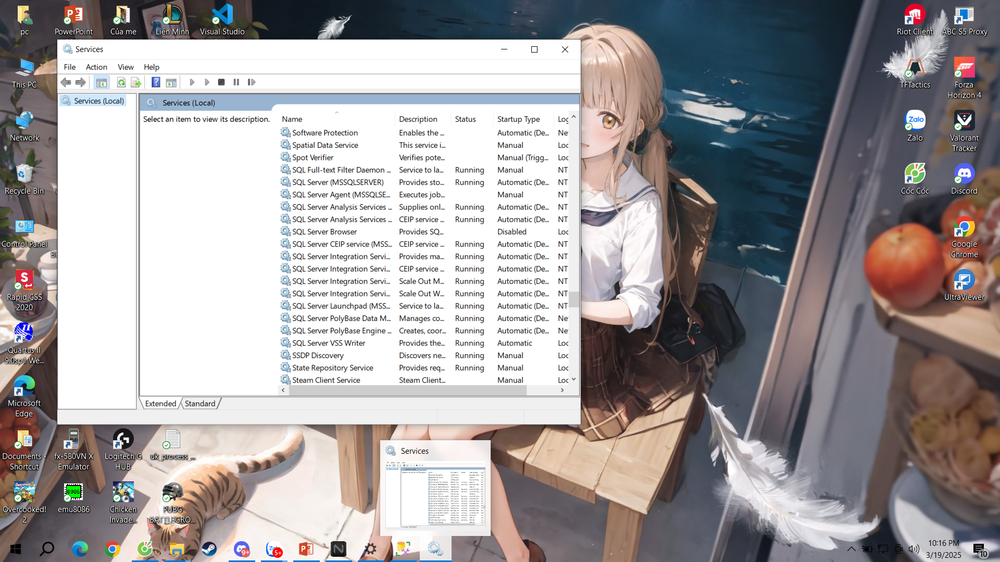 pc
PowerPoint
Của me
Liên Minh
Visual Studio
Riot Client
ABC S5 Proxy
This PC
Network
Recycle Bin
Control Panel
Rapid CSS
2020
Quartus II
9.0sp1 We...
Microsoft
Edge
Documents -
Shortcut
fx-580VN X
Emulator
Logitech G
HUB
uk_process_...
Overcooked!
2
emu8086
Chicken
Invade...
PUBG
BATTLEGRO...
TFTactics
Forza
Horizon 4
Zalo
Valorant
Tracker
Cốc Cốc
Discord
Google
Chrome
UltraViewer
Services
File Action View Help
Services (Local)
Services (Local)
Select an item to view its description.
Name Description Status Startup Type Log
Software Protection Enables the ... Automatic (De... Ne
Spatial Data Service This service i... Manual Loc
Spot Verifier Verifies pote... Manual (Trigg... Loc
SQL Full-text Filter Daemon ... Service to la... Running Manual NT
SQL Server (MSSQLSERVER) Provides sto... Running Automatic (De... NT
SQL Server Agent (MSSQLSE... Executes job... Manual NT
SQL Server Analysis Services ... Supplies onl... Running Automatic (De... NT
SQL Server Analysis Services ... CEIP service ... Running Automatic (De... NT
SQL Server Browser Provides SQ... Disabled Loc
SQL Server CEIP service (MSS... CEIP service ... Running Automatic (De... NT
SQL Server Integration Servi... Provides ma... Running Automatic (De... NT
SQL Server Integration Servi... CEIP service ... Running Automatic (De... NT
SQL Server Integration Servi... Scale Out M... Running Automatic (De... NT
SQL Server Integration Servi... Scale Out W... Running Automatic (De... NT
SQL Server Launchpad (MSS... Service to la... Running Automatic (De... NT
SQL Server PolyBase Data M... Manages co... Running Automatic (De... Ne
SQL Server PolyBase Engine ... Creates, coor... Running Automatic (De... Ne
SQL Server VSS Writer Provides the... Running Automatic Loc
SSDP Discovery Discovers ne... Running Manual Loc
State Repository Service Provides req... Running Manual Loc
Steam Client Service Steam Client... Manual Loc
Extended Standard
Services
9+
5+
10:16 PM
3/19/2025
10